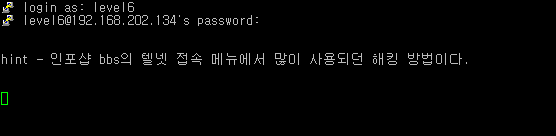 login as: level6
level6@192.168.202.134's password:
hint - 인포샵 bbs의 텔넷 접속 메뉴에서 많이 사용되던 해킹 방법이다.